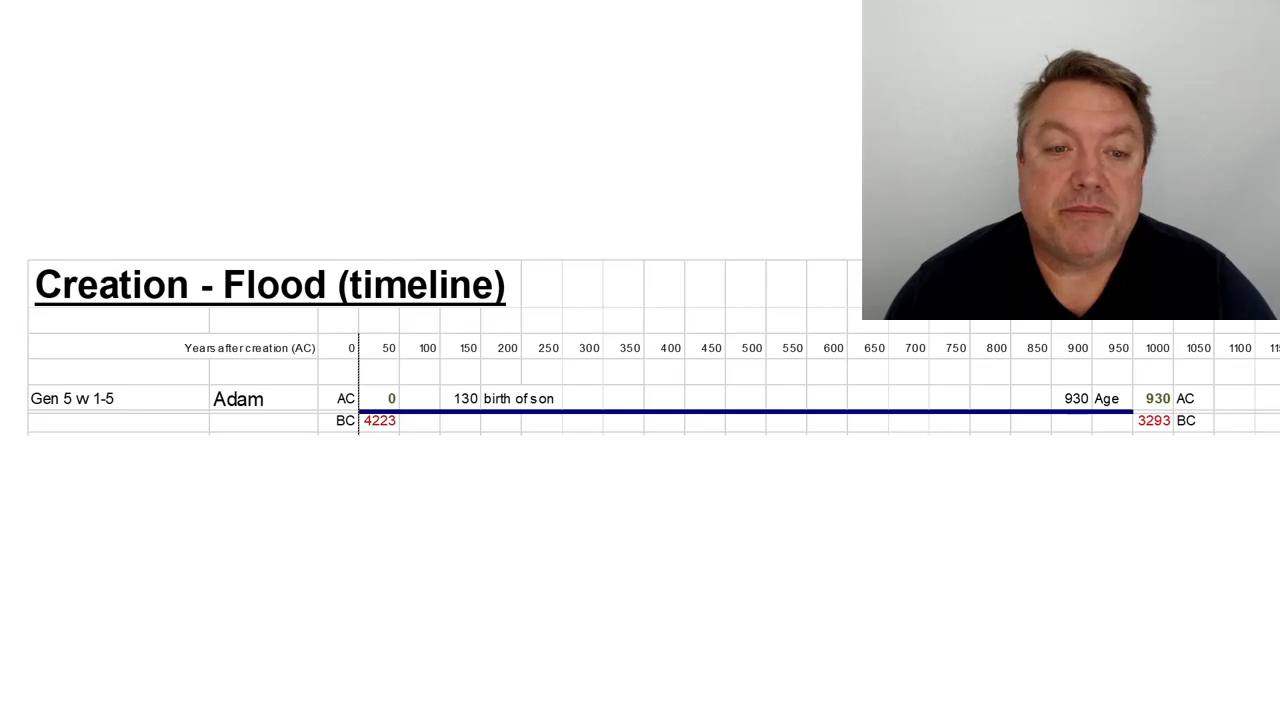 Creation - Flood (timeline)
Years after creation (AC) 0 50 100 150 200 250 300 350 400 450 500 550 600 650 700 750 800 850 900 950 1000 1050 1100
Gen 5 w 1-5 Adam AC 0 130 birth of son 930 Age 930 AC
BC 4223 3293 BC